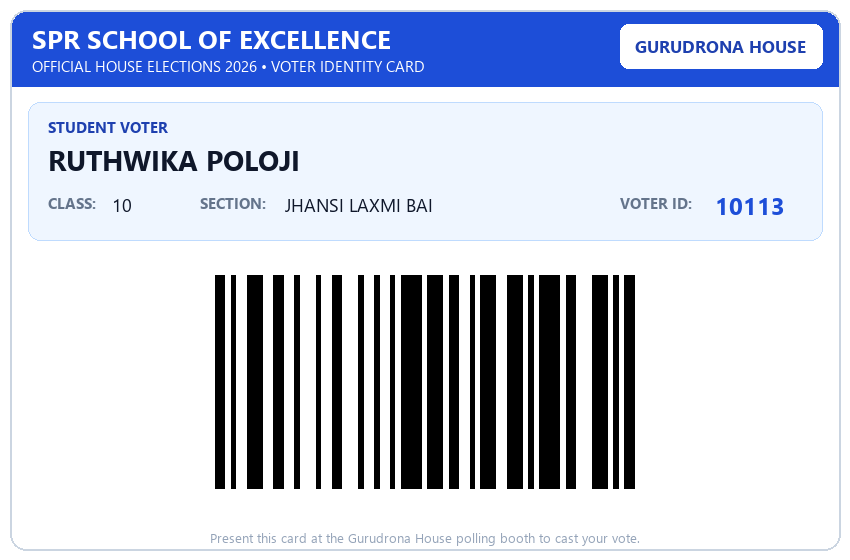 SPR SCHOOL OF EXCELLENCE
OFFICIAL HOUSE ELECTIONS 2026 • VOTER IDENTITY CARD
GURUDRONA HOUSE
STUDENT VOTER
RUTHWIKA POLOJI
CLASS: 10 SECTION: JHANSI LAXMI BAI VOTER ID: 10113
Present this card at the Gurudrona House polling booth to cast your vote.